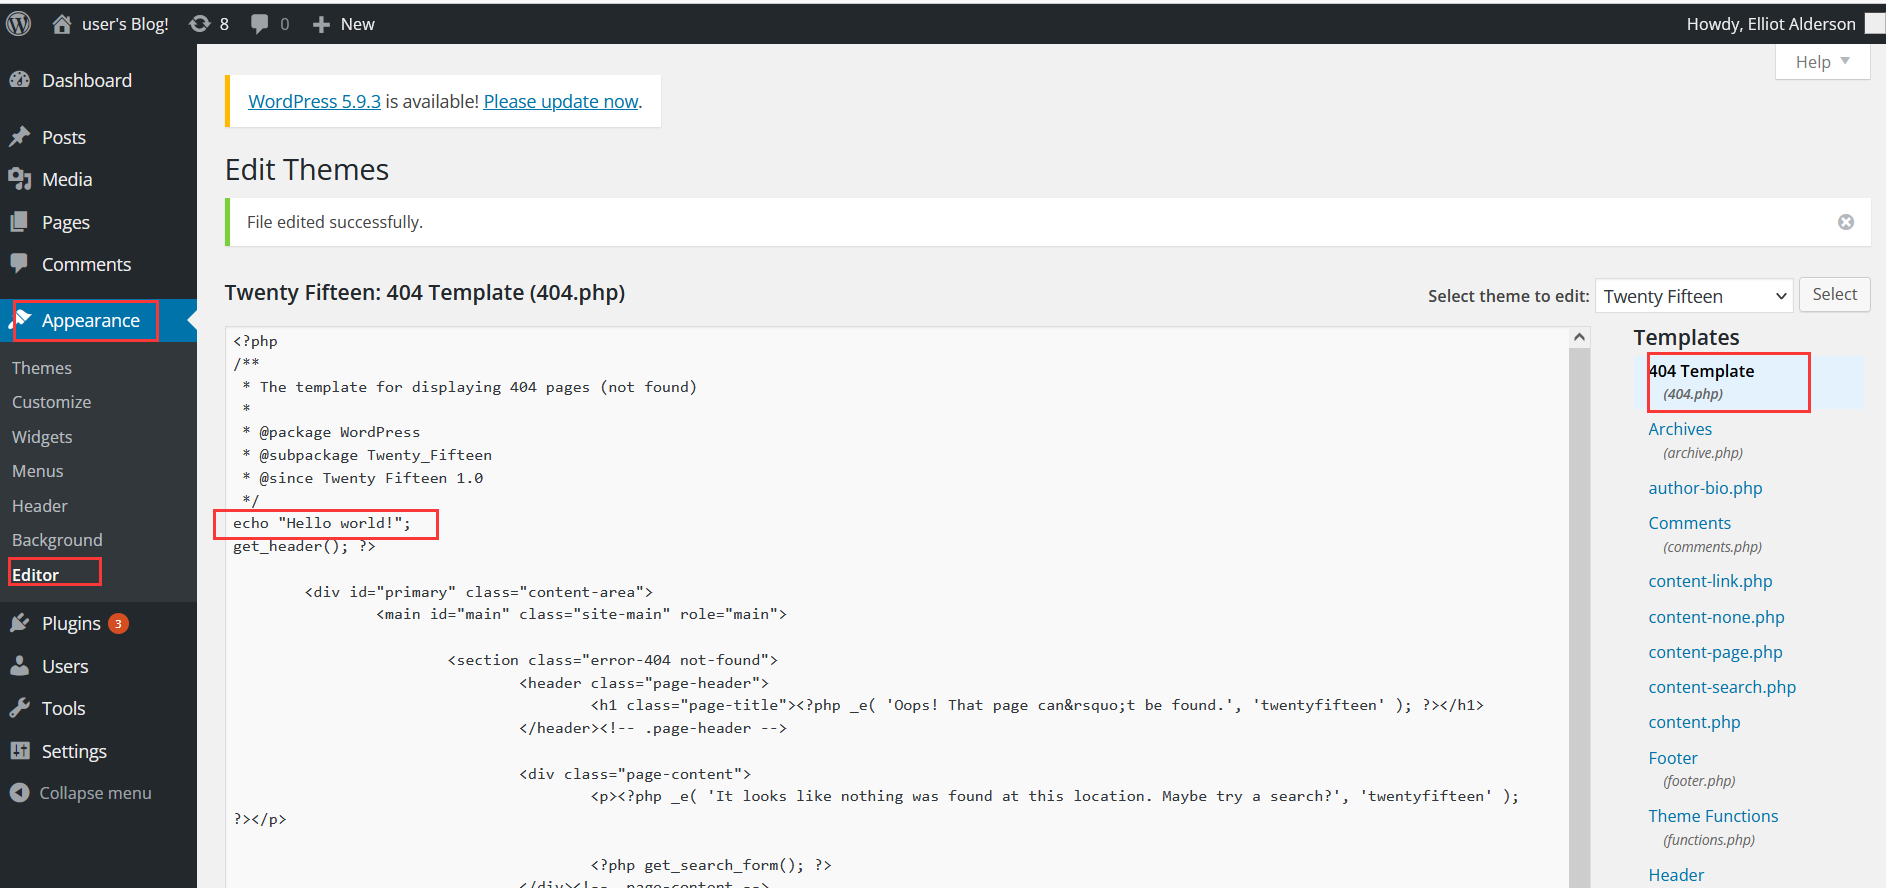 user's Blog! 8 0 New Howdy, Elliot Alderson
Help
Dashboard
Posts
Media
Pages
Comments
Appearance
Themes
Customize
Widgets
Menus
Header
Background
Editor
Plugins 3
Users
Tools
Settings
Collapse menu
WordPress 5.9.3 is available! Please update now.
Edit Themes
File edited successfully.
Twenty Fifteen: 404 Template (404.php)
Select theme to edit: Twenty Fifteen Select
<?php
/**
 * The template for displaying 404 pages (not found)
 *
 * @package WordPress
 * @subpackage Twenty_Fifteen
 * @since Twenty Fifteen 1.0
 */
echo "Hello world!";
get_header(); ?>
<div id="primary" class="content-area">
<main id="main" class="site-main" role="main">
<section class="error-404 not-found">
<header class="page-header">
<h1 class="page-title"><?php _e( 'Oops! That page can&rsquo;t be found.', 'twentyfifteen' ); ?></h1>
</header><!-- .page-header -->
<div class="page-content">
<p><?php _e( 'It looks like nothing was found at this location. Maybe try a search?', 'twentyfifteen' );
?></p>
<?php get_search_form(); ?>
</div><!-- .page-content -->
Templates
404 Template
(404.php)
Archives
(archive.php)
author-bio.php
Comments
(comments.php)
content-link.php
content-none.php
content-page.php
content-search.php
content.php
Footer
(footer.php)
Theme Functions
(functions.php)
Header